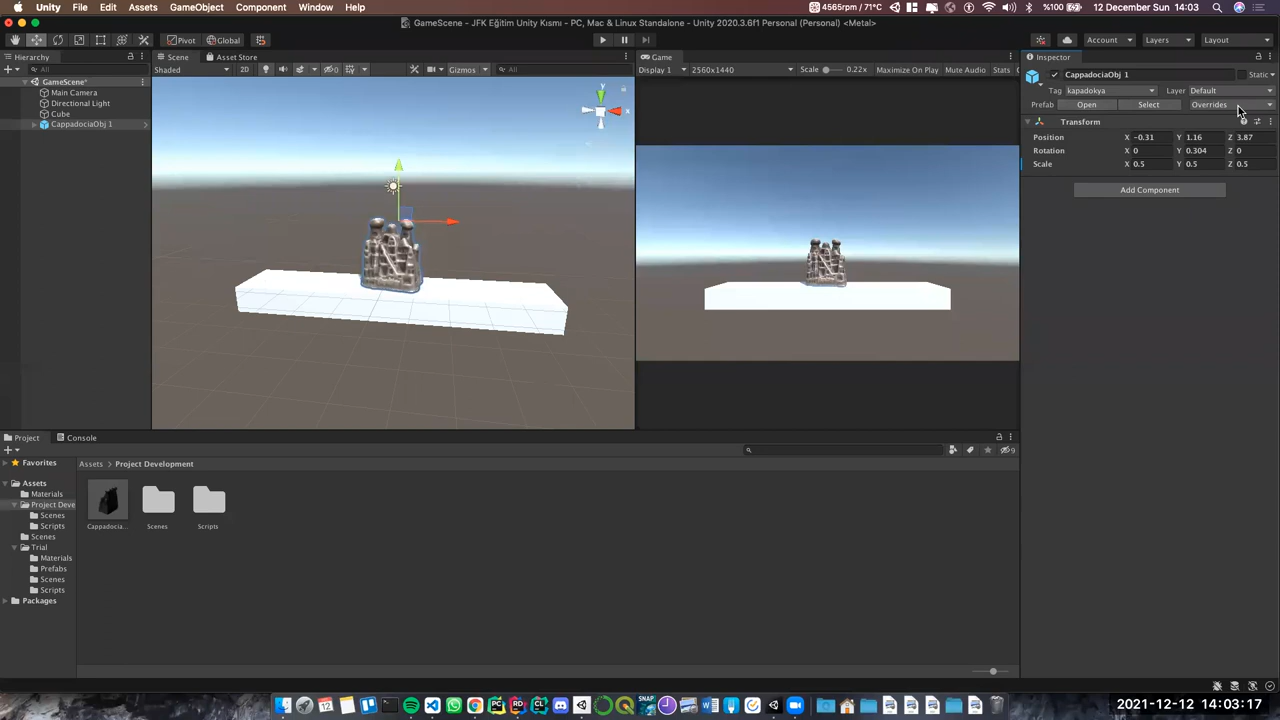 Unity File Edit Assets GameObject Component Window Help 4565rpm / 71°C %100 12 December Sun 14:03
GameScene - JFK Eğitim Unity Kısmı - PC, Mac & Linux Standalone - Unity 2020.3.6f1 Personal (Personal) <Metal>
Pivot Global Account Layers Layout
Hierarchy Scene Asset Store Game Inspector
All Shaded 2D 0 Gizmos All Display 1 2560x1440 Scale 0.22x Maximize On Play Mute Audio Stats
CappadociaObj 1 Static
GameScene*
Main Camera
Directional Light
Cube
CappadociaObj 1
Tag kapadokya Layer Default
Prefab Open Select Overrides
Transform
Position X −0.31 Y 1.16 Z 3.87
Rotation X 0 Y 0.304 Z 0
Scale X 0.5 Y 0.5 Z 0.5
Add Component
y
x
Project Console
9
Favorites
Assets
Materials
Project Deve
Scenes
Scripts
Scenes
Trial
Materials
Prefabs
Scenes
Scripts
Packages
Assets Project Development
Cappadocia... Scenes Scripts
2021-12-12 14:03:17